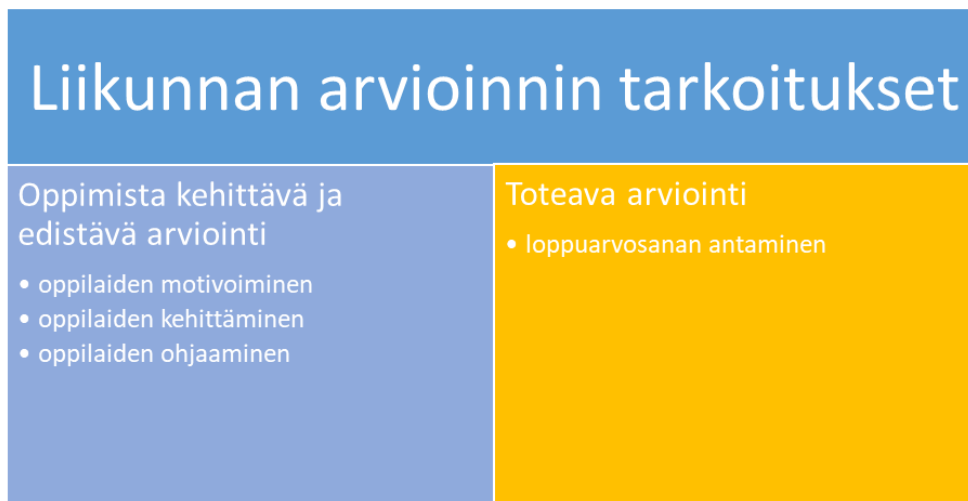 Liikunnan arvioinnin tarkoitukset
Oppimista kehittävä ja
edistävä arviointi
• oppilaiden motivoiminen
• oppilaiden kehittäminen
• oppilaiden ohjaaminen
Toteava arviointi
• loppuarvosanan antaminen